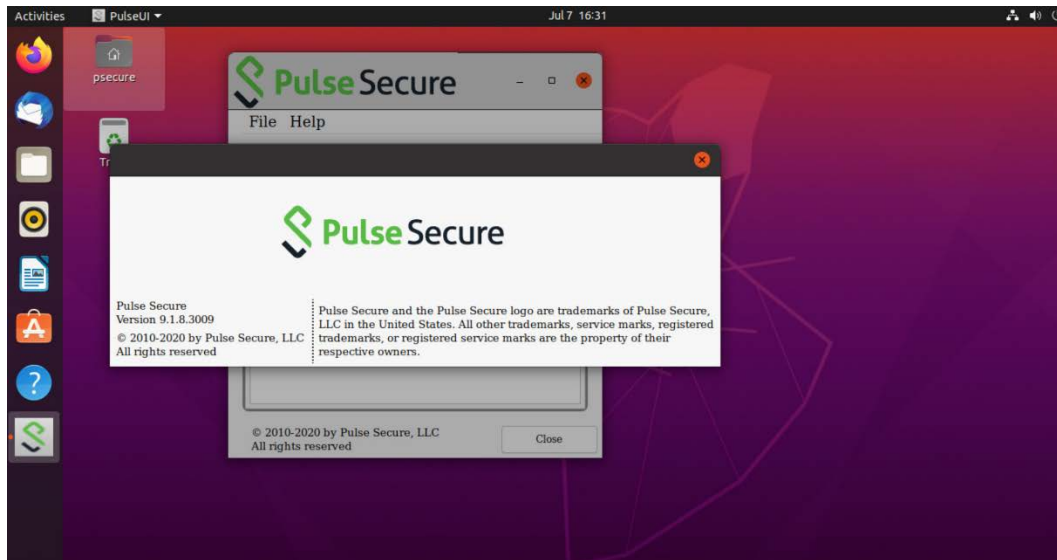 Activities PulseUI Jul 7 16:31
psecure
Pulse Secure
File Help
Tr
Pulse Secure
Pulse Secure
Version 9.1.8.3009
© 2010-2020 by Pulse Secure, LLC
All rights reserved
Pulse Secure and the Pulse Secure logo are trademarks of Pulse Secure,
LLC in the United States. All other trademarks, service marks, registered
trademarks, or registered service marks are the property of their
respective owners.
© 2010-2020 by Pulse Secure, LLC
All rights reserved
Close